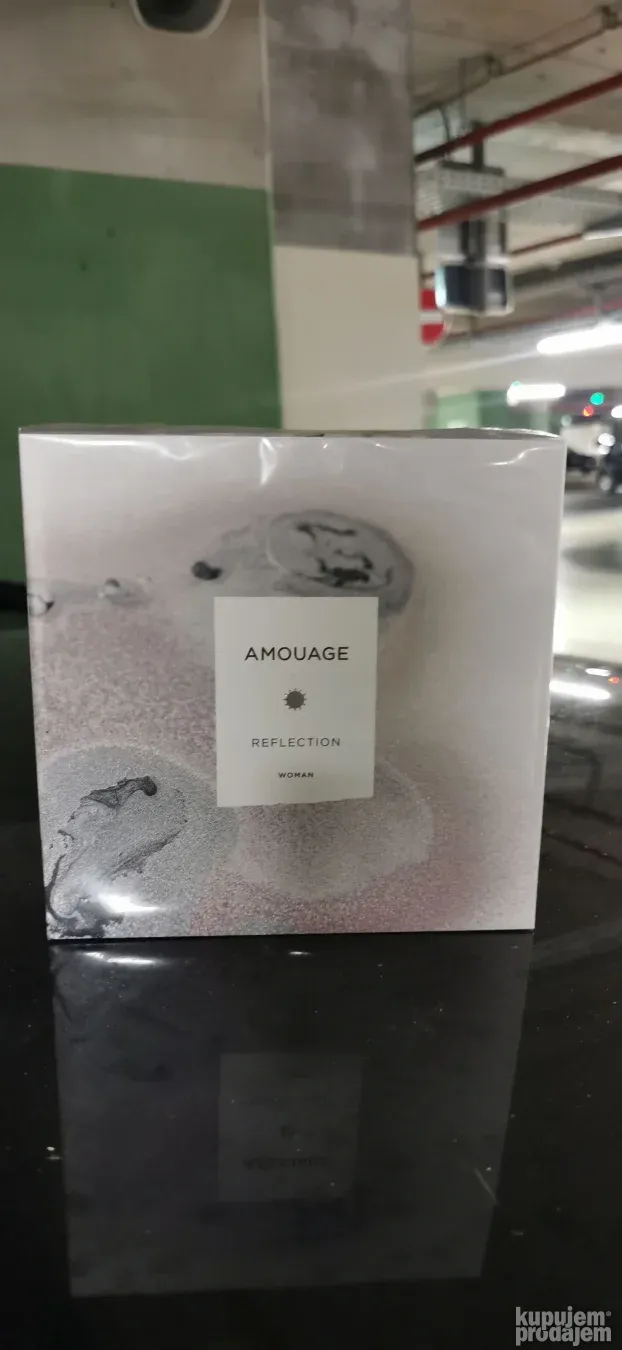 AMOUAGE
REFLECTION
WOMAN
kupujem
prodajem